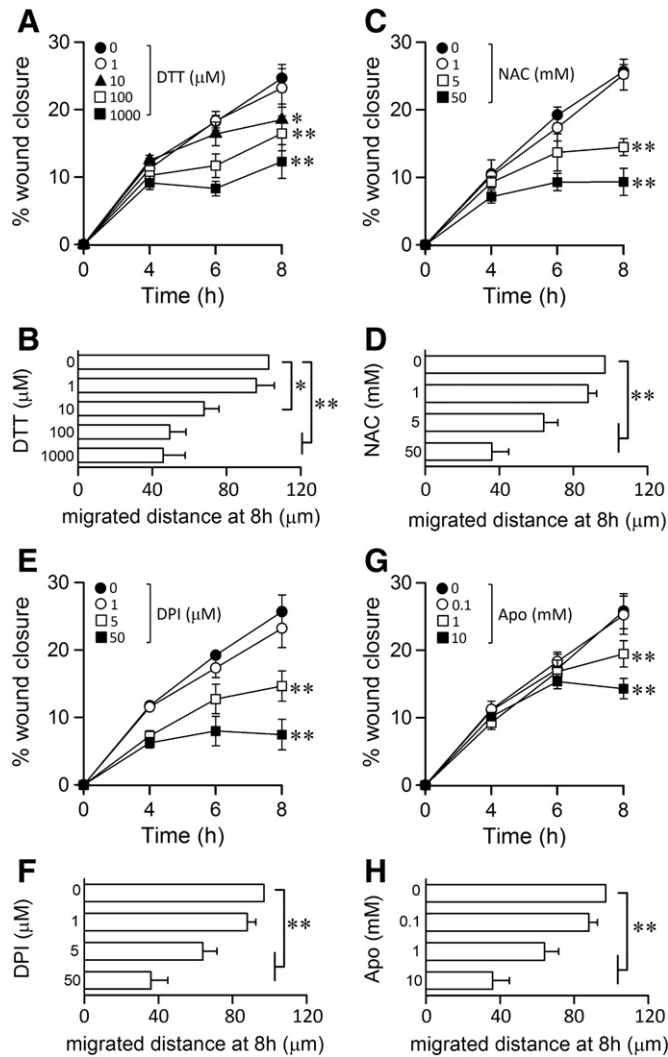 A
% wound closure
30
20
10
0
0
1
10
100
1000
DTT (μM)
*
**
**
0 4 6 8
Time (h)
C
% wound closure
30
20
10
0
0
1
5
50
NAC (mM)
**
**
0 4 6 8
Time (h)
B
DTT (μM)
0
1
10
100
1000
*
**
0 40 80 120
migrated distance at 8h (μm)
D
NAC (mM)
0
1
5
50
**
0 40 80 120
migrated distance at 8h (μm)
E
% wound closure
30
20
10
0
0
1
5
50
DPI (μM)
**
**
0 4 6 8
Time (h)
G
% wound closure
30
20
10
0
0
0.1
1
10
Apo (mM)
**
**
0 4 6 8
Time (h)
F
DPI (μM)
0
1
5
50
**
0 40 80 120
migrated distance at 8h (μm)
H
Apo (mM)
0
0.1
1
10
**
0 40 80 120
migrated distance at 8h (μm)